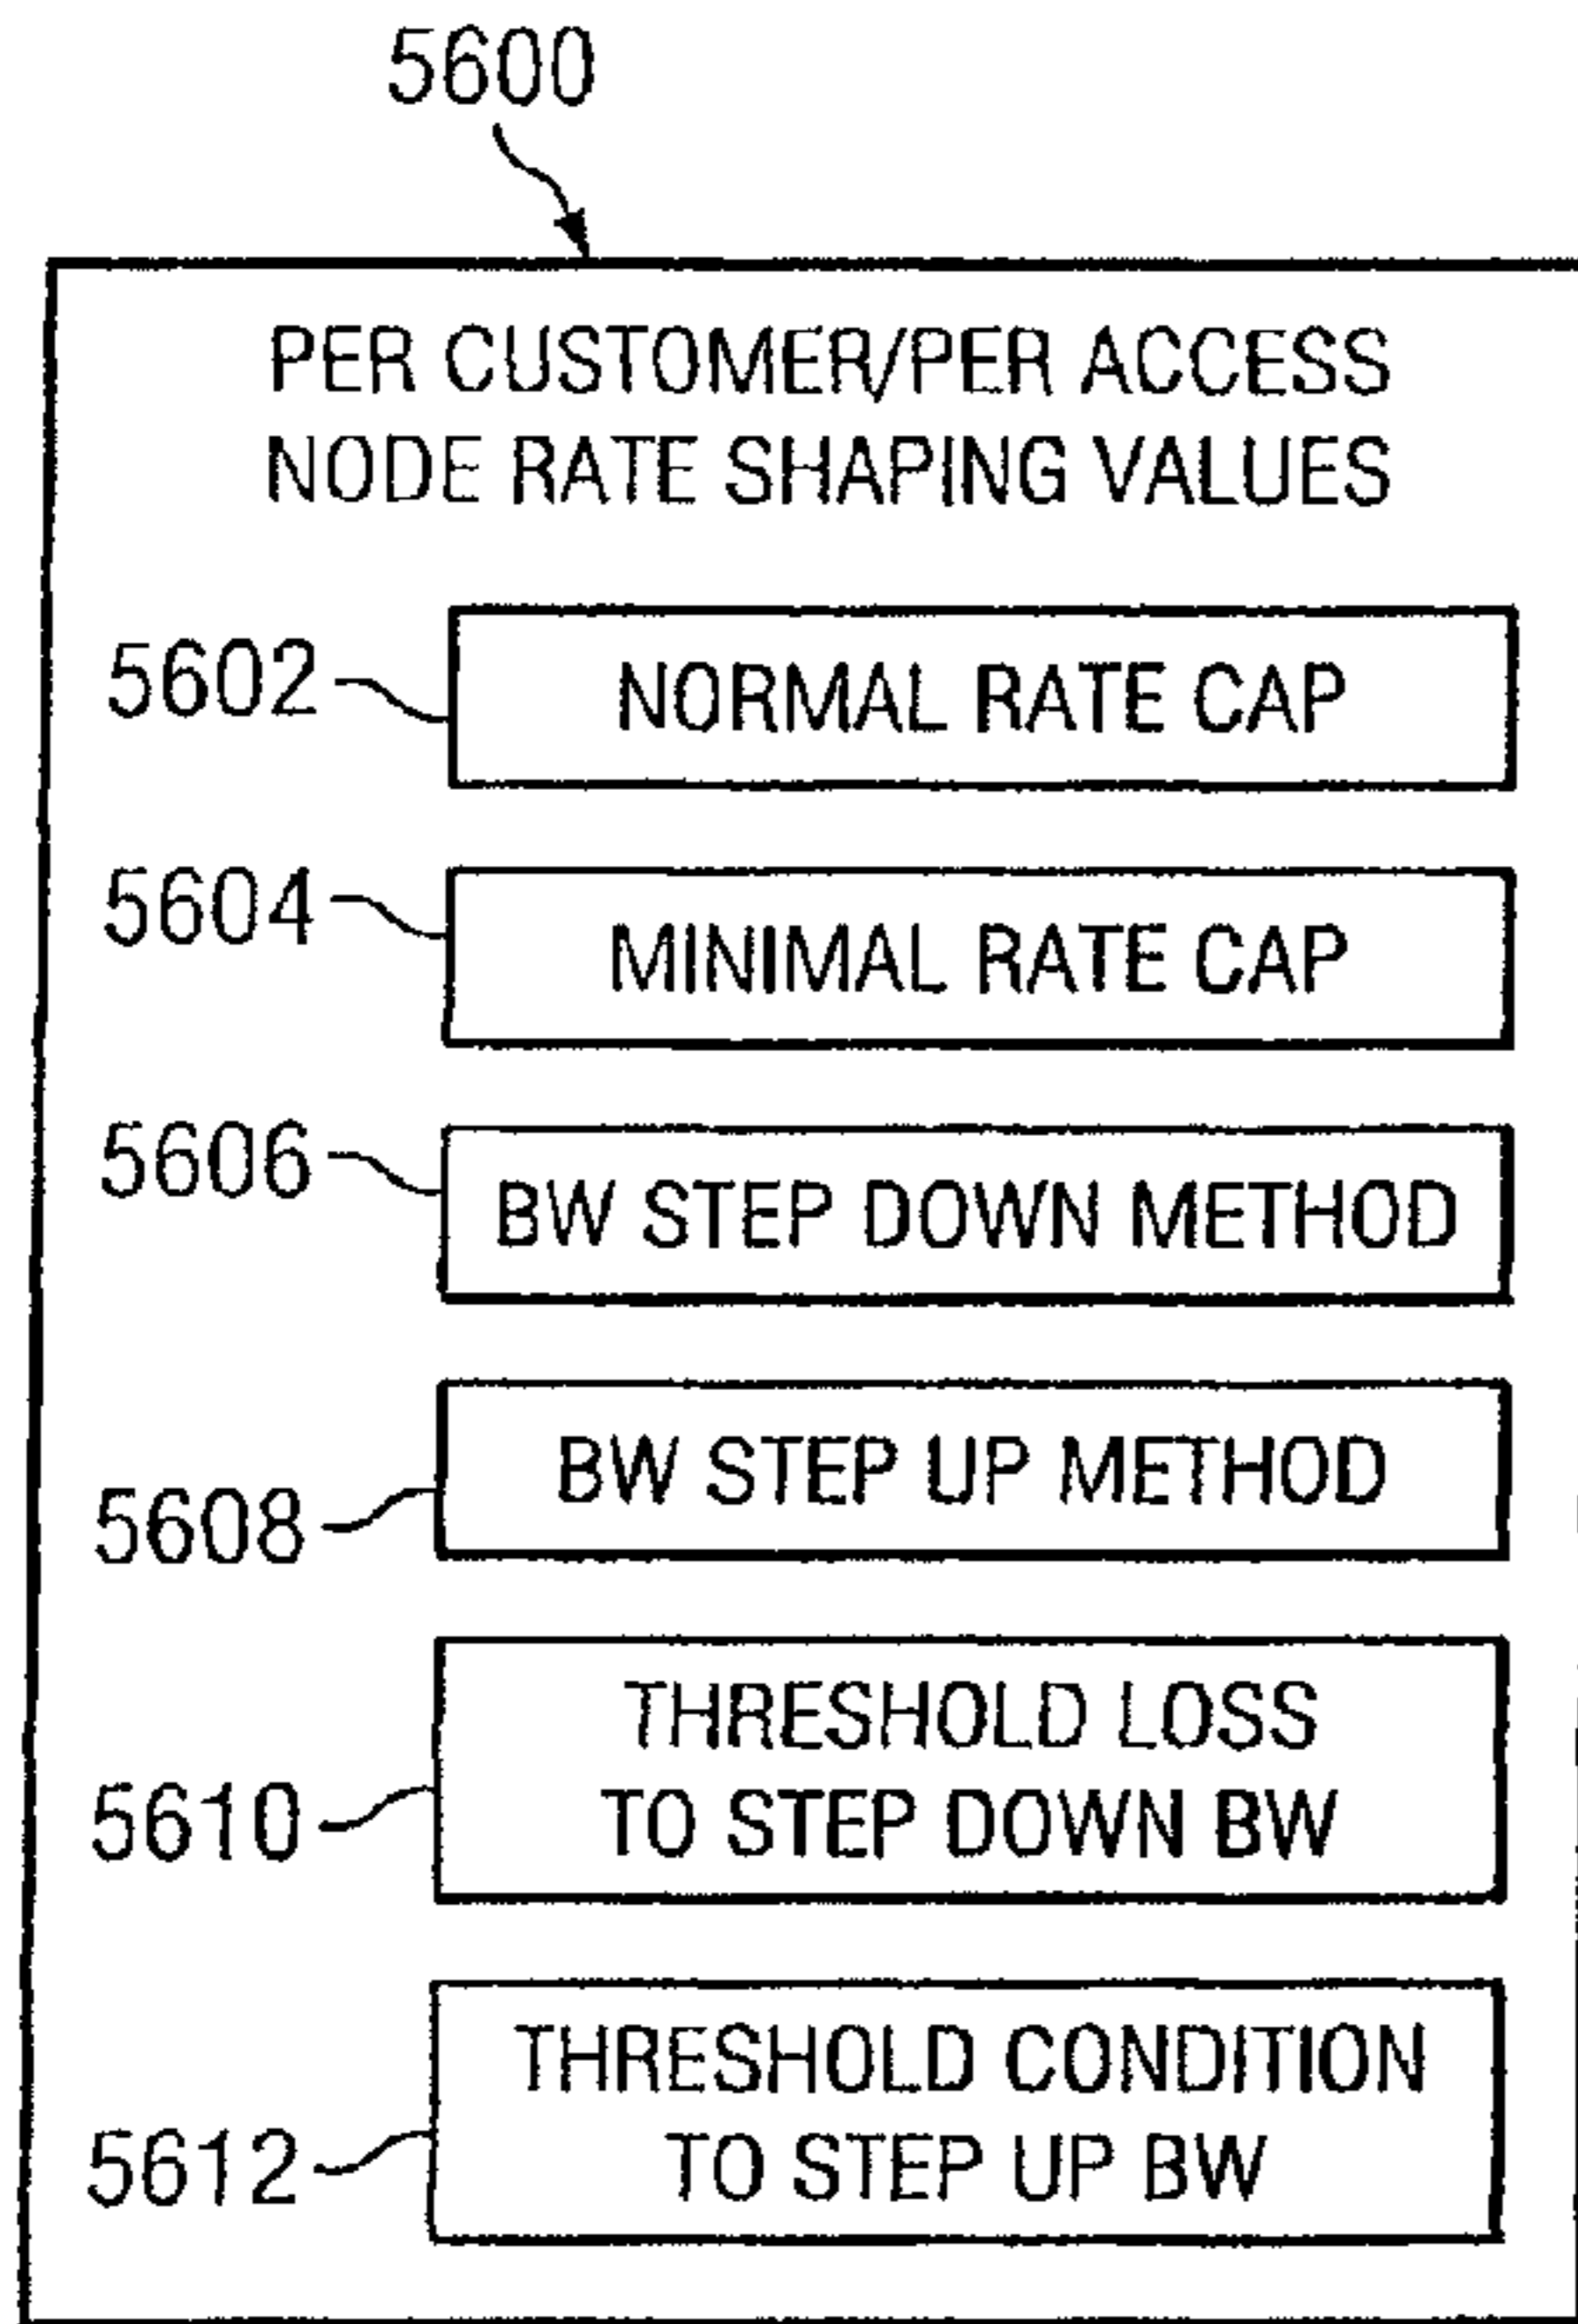 5600
PER CUSTOMER/PER ACCESS
NODE RATE SHAPING VALUES
5602
NORMAL RATE CAP
5604
MINIMAL RATE CAP
5606
BW STEP DOWN METHOD
BW STEP UP METHOD
5608
THRESHOLD LOSS
TO STEP DOWN BW
5610
THRESHOLD CONDITION
TO STEP UP BW
5612